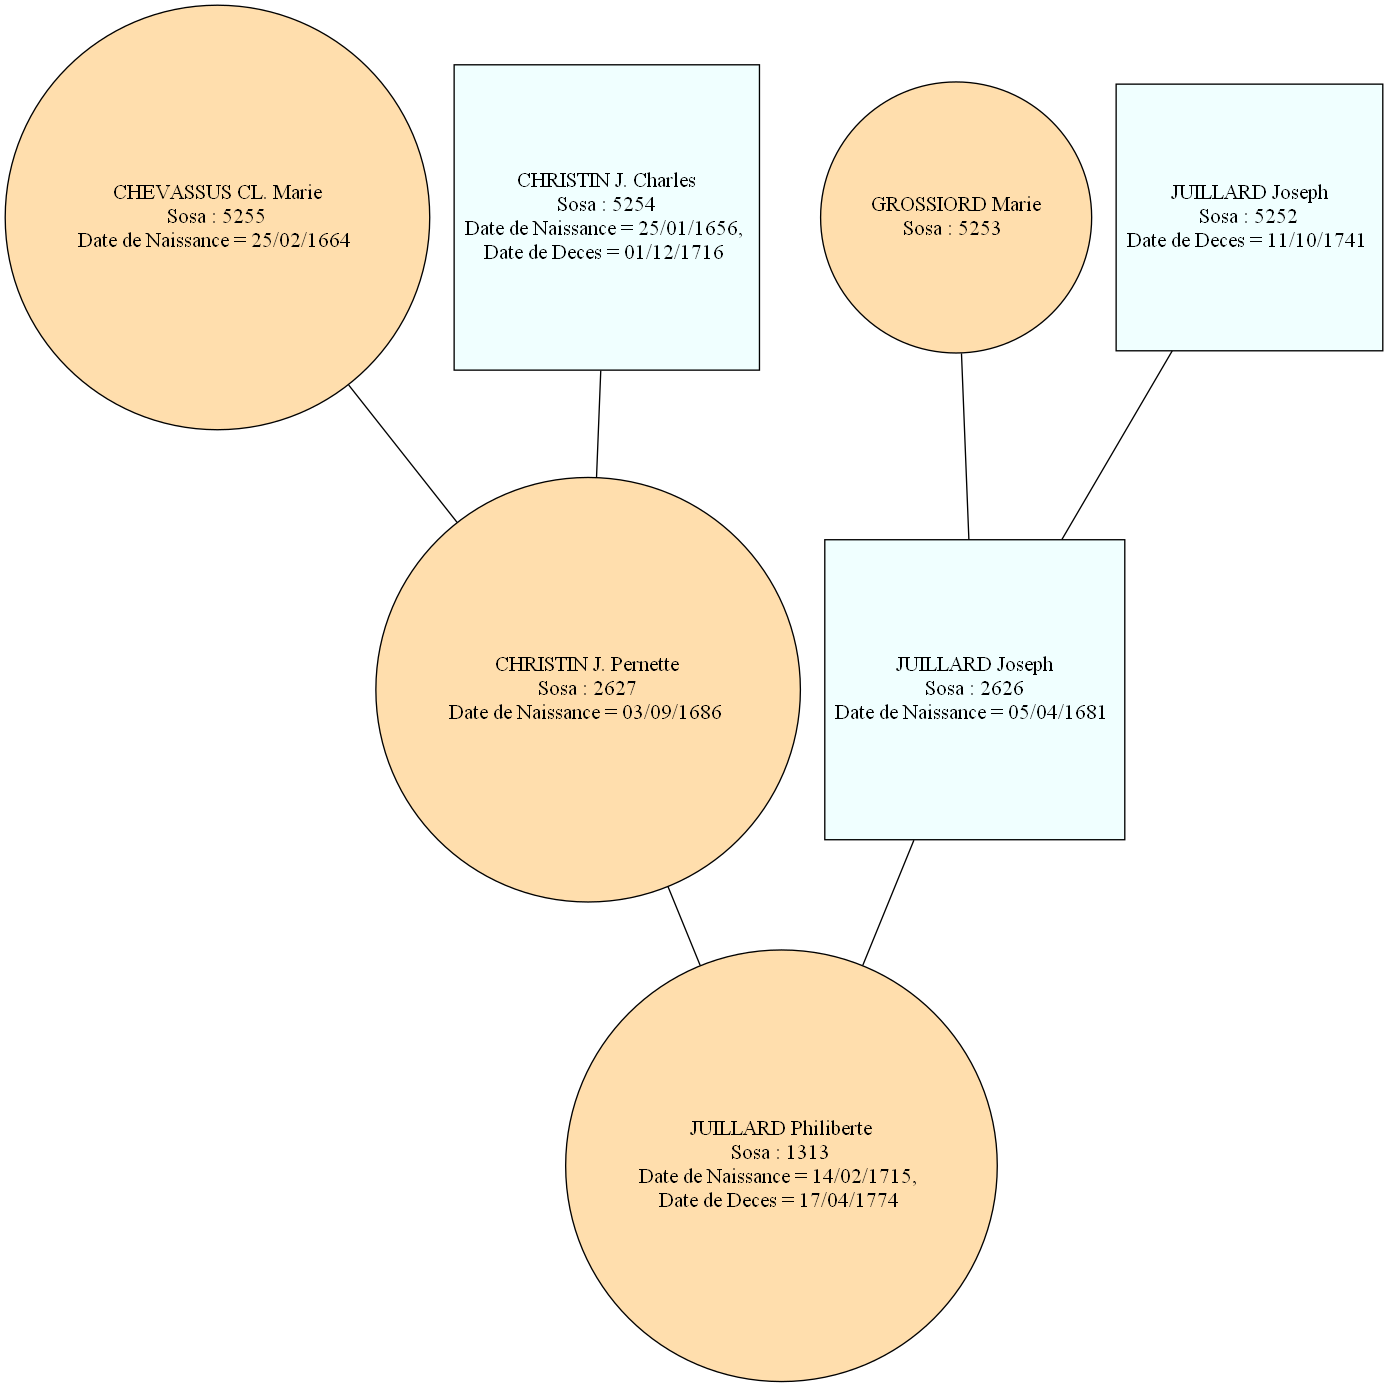 CHEVASSUS CL. Marie
Sosa : 5255
Date de Naissance = 25/02/1664
CHRISTIN J. Charles
Sosa : 5254
Date de Naissance = 25/01/1656,
Date de Deces = 01/12/1716
GROSSIORD Marie
Sosa : 5253
JUILLARD Joseph
Sosa : 5252
Date de Deces = 11/10/1741
CHRISTIN J. Pernette
Sosa : 2627
Date de Naissance = 03/09/1686
JUILLARD Joseph
Sosa : 2626
Date de Naissance = 05/04/1681
JUILLARD Philiberte
Sosa : 1313
Date de Naissance = 14/02/1715,
Date de Deces = 17/04/1774